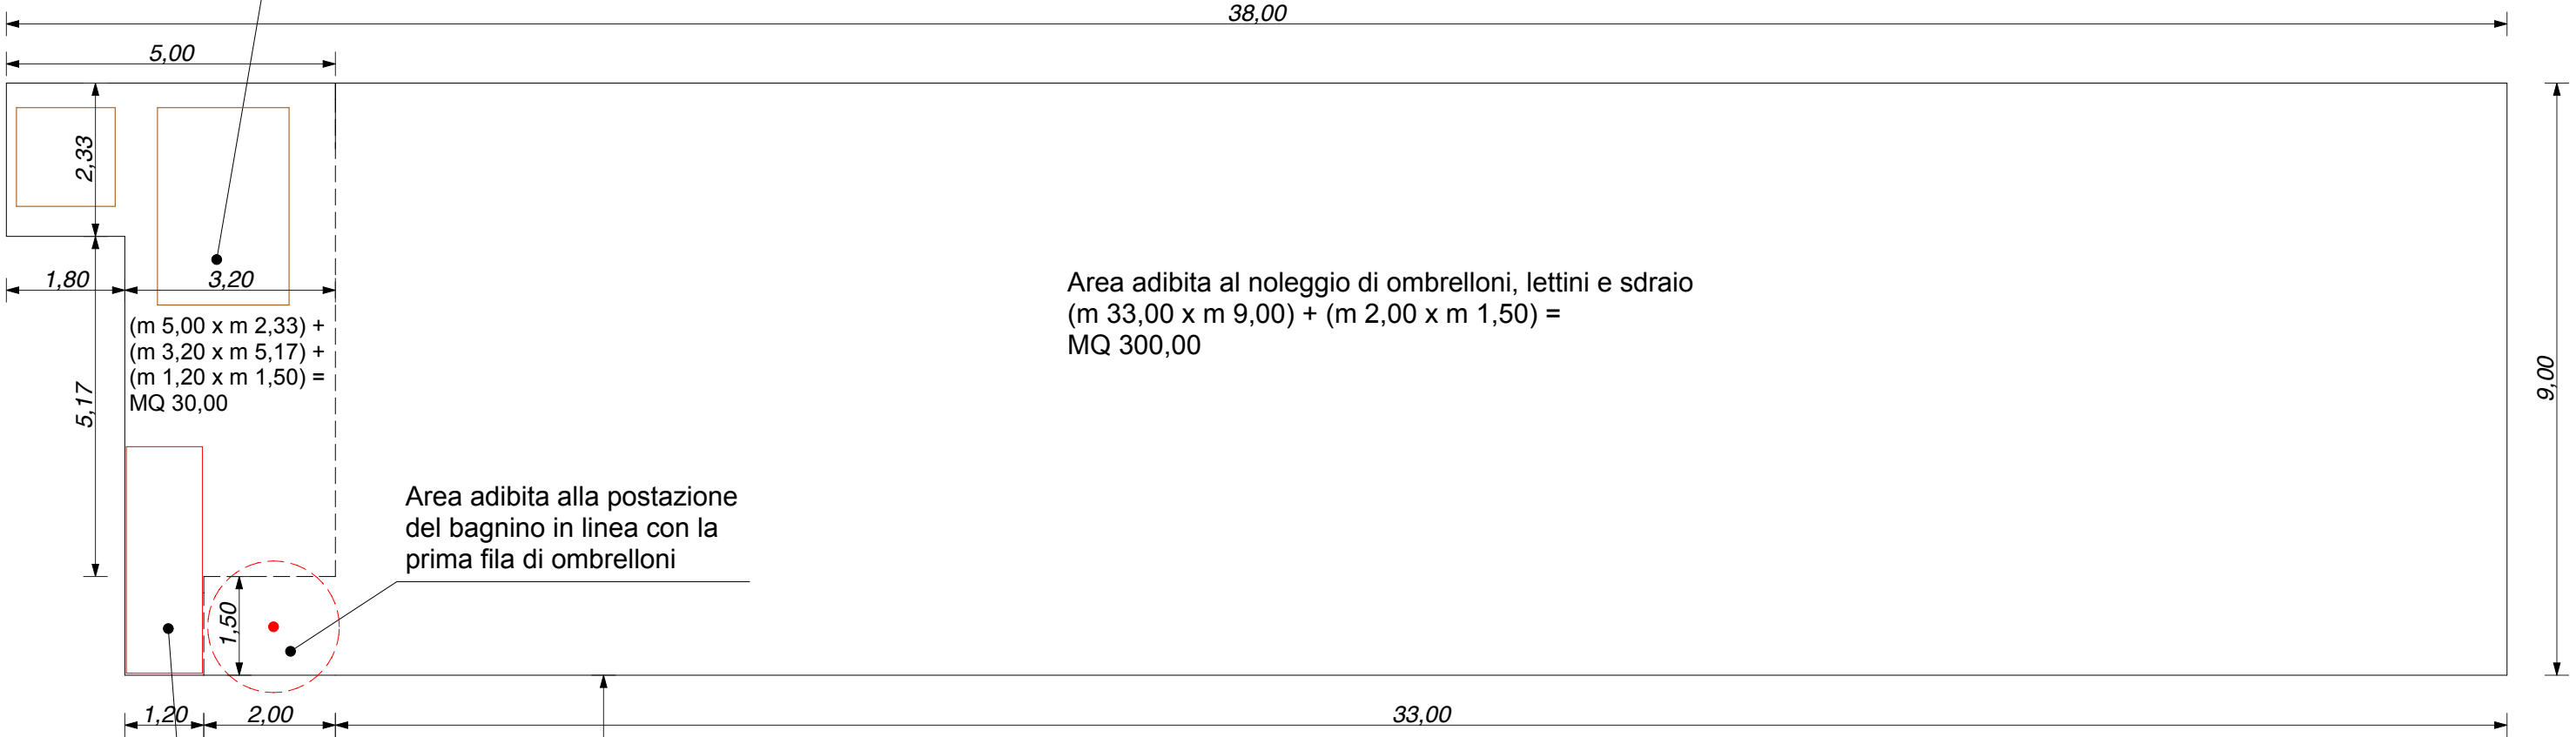 38,00
5,00
2,33
1,80
3,20
(m 5,00 x m 2,33) +
(m 3,20 x m 5,17) +
(m 1,20 x m 1,50) =
MQ 30,00
5,17
Area adibita al noleggio di ombrelloni, lettini e sdraio
(m 33,00 x m 9,00) + (m 2,00 x m 1,50) =
MQ 300,00
9,00
Area adibita alla postazione
del bagnino in linea con la
prima fila di ombrelloni
1,50
1,20
2,00
33,00